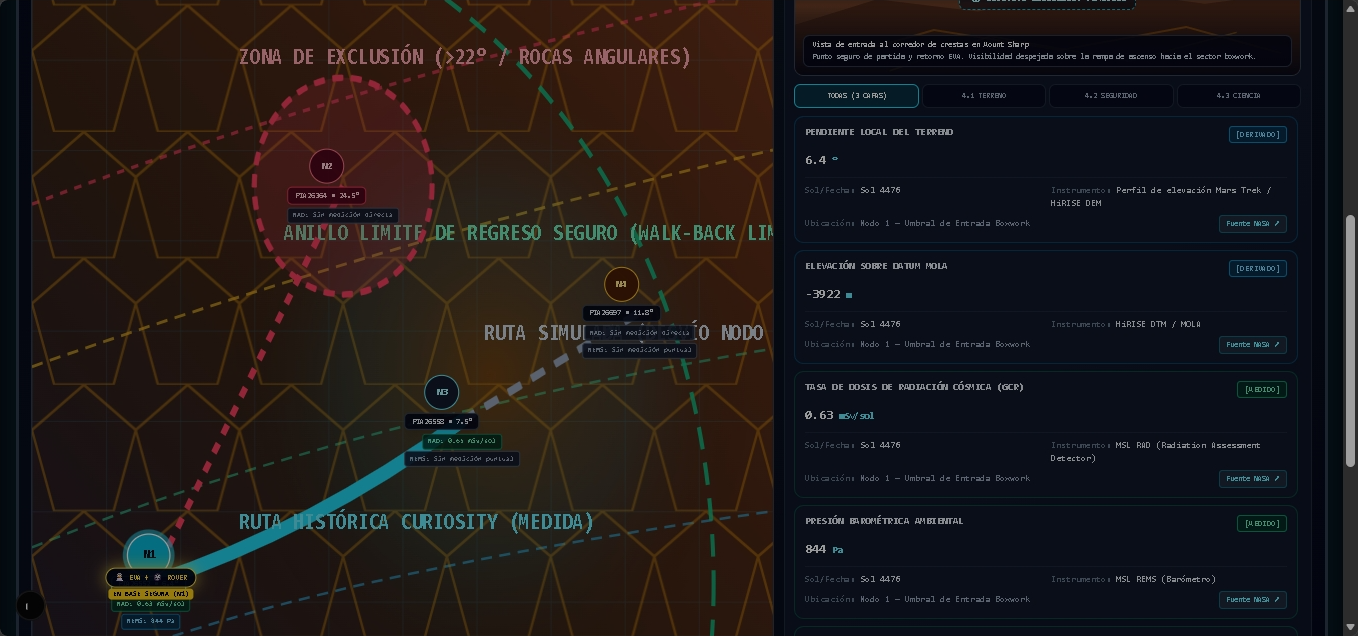 ZONA DE EXCLUSIÓN (>22° / ROCAS ANGULARES)
N2
PIA26364 = 24.5°
RAD: Sin medición directa
ANILLO LIMITE DE REGRESO SEGURO (WALK-BACK LIM
N4
PIA26697 = 11.8°
RAD: Sin medición directa
REMS: Sin medición puntual
RUTA NODO
N3
PIA26558 = 7.5°
RAD: 0.65 mSv/sol
REMS: Sin medición puntual
RUTA HISTÓRICA CURIOSITY (MEDIDA)
N1
EVA + ROVER
EN BASE SEGURA (N1)
RAD: 0.63 mSv/sol
REMS: 844 Pa
Vista de entrada al corredor de crestas en Mount Sharp
Punto seguro de partida y retorno EVA. Visibilidad despejada sobre la rampa de ascenso hacia el sector boxwork.
TODAS (3 CAPAS)
4.1 TERRENO
4.2 SEGURIDAD
4.3 CIENCIA
PENDIENTE LOCAL DEL TERRENO
[DERIVADO]
6.4 °
Sol/Fecha: Sol 4476
Instrumento: Perfil de elevación Mars Trek /
HiRISE DEM
Ubicación: Nodo 1 — Umbral de Entrada Boxwork
Fuente NASA ↗
ELEVACIÓN SOBRE DATUM MOLA
[DERIVADO]
-3922 m
Sol/Fecha: Sol 4476
Instrumento: HiRISE DTM / MOLA
Ubicación: Nodo 1 — Umbral de Entrada Boxwork
Fuente NASA ↗
TASA DE DOSIS DE RADIACIÓN CÓSMICA (GCR)
[MEDIDO]
0.63 mSv/sol
Sol/Fecha: Sol 4476
Instrumento: MSL RAD (Radiation Assessment
Detector)
Ubicación: Nodo 1 — Umbral de Entrada Boxwork
Fuente NASA ↗
PRESIÓN BAROMÉTRICA AMBIENTAL
[MEDIDO]
844 Pa
Sol/Fecha: Sol 4476
Instrumento: MSL REMS (Barómetro)
Ubicación: Nodo 1 — Umbral de Entrada Boxwork
Fuente NASA ↗